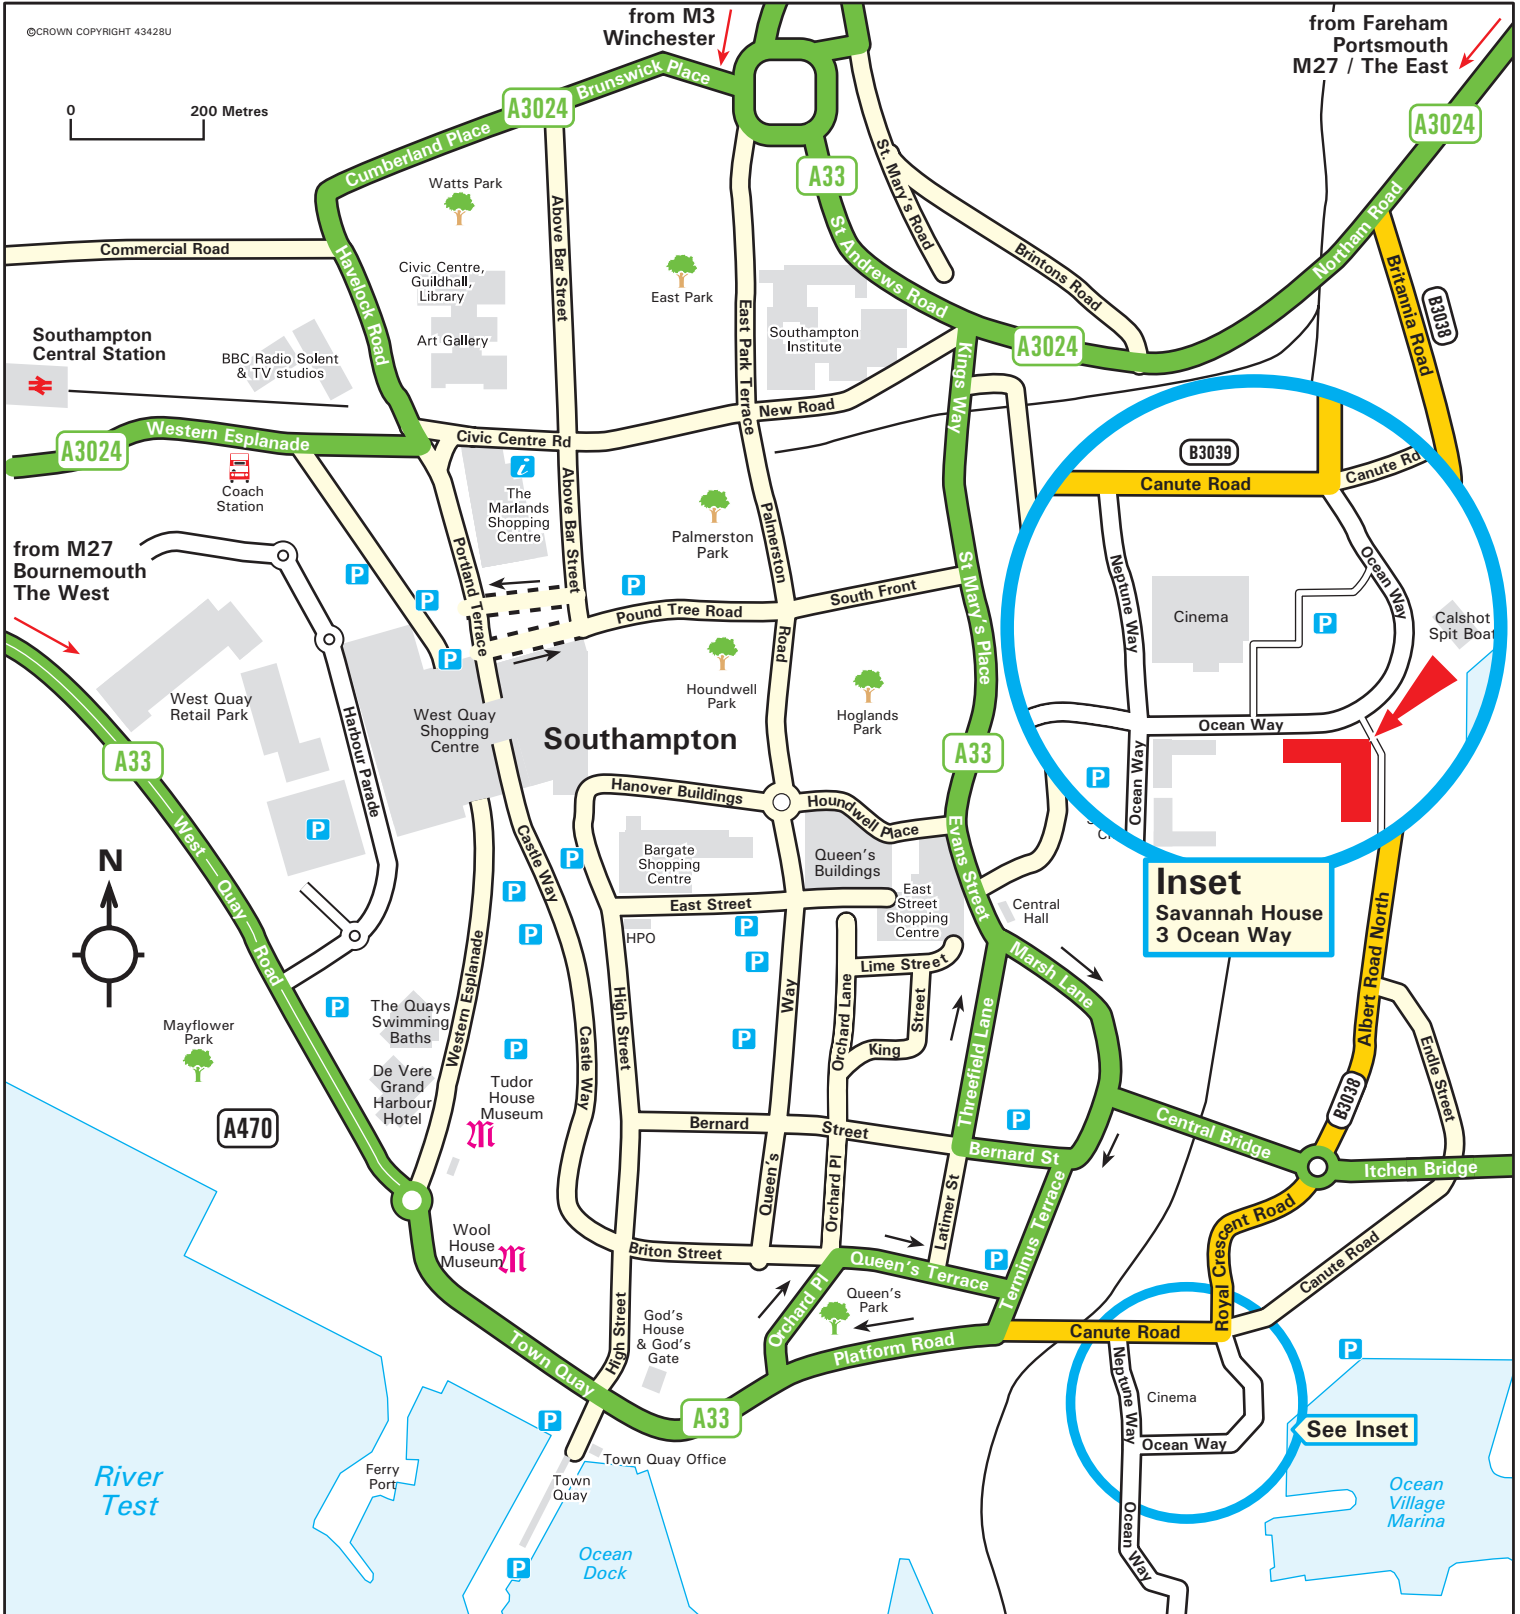 ©CROWN COPYRIGHT 43428U
0 200 Metres
from M3
Winchester
from Fareham
Portsmouth
M27 / The East
Brunswick Place
A3024
Cumberland Place
A33
A3024
Watts Park
Above Bar Street
St. Mary's Road
St Andrews Road
Brintons Road
Northam Road
Commercial Road
Havelock Road
Civic Centre,
Guildhall,
Library
Art Gallery
East Park
East Park Terrace
Southampton
Institute
Britannia Road
B3038
Southampton
Central Station
BBC Radio Solent
& TV studios
A3024
Kings Way
New Road
Western Esplanade
A3024
Civic Centre Rd
i
Coach
Station
The
Marlands
Shopping
Centre
Above Bar Street
Palmerston
Park
Palmerston
Road
B3039
Canute Road
Canute Rd
Neptune Way
Ocean Way
Cinema
P
Calshot
Spit Boat
Ocean Way
Ocean Way
P
from M27
Bournemouth
The West
P
P
P
P
Portland Terrace
Pound Tree Road
South Front
St Mary's Place
Houndwell
Park
Hoglands
Park
West Quay
Retail Park
Harbour Parade
West Quay
Shopping
Centre
Southampton
A33
A33
West Quay Road
P
Hanover Buildings
Houndwell Place
Evans Street
Castle Way
Bargate
Shopping
Centre
Queen's
Buildings
East
Street
Shopping
Centre
Central
Hall
Inset
Savannah House
3 Ocean Way
N
P
P
P
East Street
HPO
P
P
P
Lime Street
Marsh Lane
Albert Road North
Western Esplanade
High Street
Way
Orchard Lane
Street
King
Threefield Lane
Endle Street
B3038
P
The Quays
Swimming
Baths
De Vere
Grand
Harbour
Hotel
Mayflower
Park
A470
P
Tudor
House
Museum
M
Castle Way
Bernard
Street
P
Bernard St
Central Bridge
Itchen Bridge
Queen's
Orchard Pl
Latimer St
Terminus Terrace
Royal Crescent Road
Canute Road
Wool
House
Museum
M
Briton Street
Queen's Terrace
P
Orchard Pl
Queen's
Park
God's
House
& God's
Gate
High Street
Town Quay
Platform Road
Canute Road
A33
P
Neptune Way
Cinema
Ocean Way
Ocean Way
See Inset
P
Town Quay Office
Town
Quay
P
Ferry
Port
River
Test
Ocean
Dock
Ocean
Village
Marina